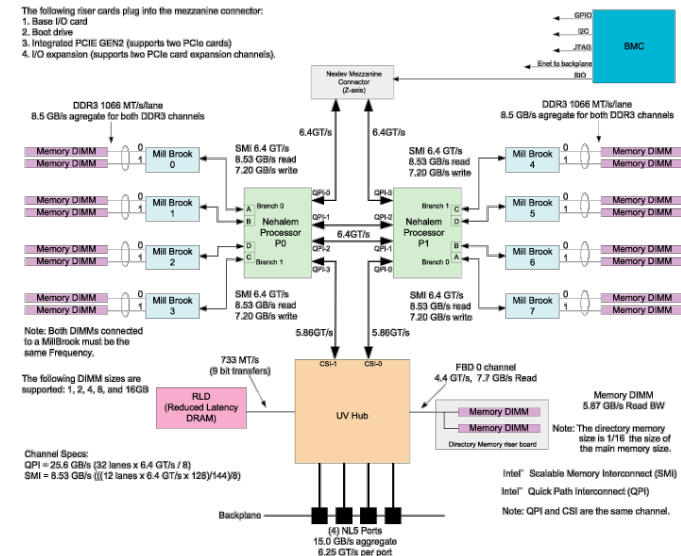 The following riser cards plug into the mezzanine connector:
1. Base I/O card
2. Boot drive
3. Integrated PCIE GEN2 (supports two PCIe cards)
4. I/O expansion (supports two PCIe card expansion channels).
GPIO
I2C
JTAG
Enet to backplane
SIO
BMC
Nexlev Mezzanine
Connector
(Z-axis)
DDR3 1066 MT/s/lane
8.5 GB/s agregate for both DDR3 channels
DDR3 1066 MT/s/lane
8.5 GB/s agregate for both DDR3 channels
6.4GT/s
6.4GT/s
Memory DIMM
Memory DIMM
0
1
Mill Brook
0
SMI 6.4 GT/s
8.53 GB/s read
7.20 GB/s write
SMI 6.4 GT/s
8.53 GB/s read
7.20 GB/s write
Mill Brook
4
0
1
Memory DIMM
Memory DIMM
Memory DIMM
Memory DIMM
0
1
Mill Brook
1
A
B
D
C
Branch 0
Nehalem
Processor
P0
Branch 1
QPI-0
QPI-1
QPI-2
QPI-3
6.4GT/s
QPI-3
QPI-2
QPI-1
QPI-0
Branch 1
Nehalem
Processor
P1
Branch 0
C
D
B
A
Mill Brook
5
0
1
Memory DIMM
Memory DIMM
Memory DIMM
Memory DIMM
0
1
Mill Brook
2
Mill Brook
6
0
1
Memory DIMM
Memory DIMM
Memory DIMM
Memory DIMM
0
1
Mill Brook
3
SMI 6.4 GT/s
8.53 GB/s read
7.20 GB/s write
SMI 6.4 GT/s
8.53 GB/s read
7.20 GB/s write
Mill Brook
7
0
1
Memory DIMM
Memory DIMM
Note: Both DIMMs connected
to a MillBrook must be the
same Frequency.
5.86GT/s
5.86GT/s
The following DIMM sizes are
supported: 1, 2, 4, 8, and 16GB
733 MT/s
(9 bit transfers)
CSI-1
CSI-0
UV Hub
FBD 0 channel
4.4 GT/s, 7.7 GB/s Read
RLD
(Reduced Latency
DRAM)
Memory DIMM
Memory DIMM
Directory Memory riser board
Memory DIMM
5.87 GB/s Read BW
Note: The directory memory
size is 1/16 the size of
the main memory size.
Channel Specs:
QPI = 25.6 GB/s (32 lanes x 6.4 GT/s / 8)
SMI = 8.53 GB/s (((12 lanes x 6.4 GT/s x 128)/144)/8)
Intel™ Scalable Memory Interconnect (SMI)
Intel™ Quick Path Interconnect (QPI)
Note: QPI and CSI are the same channel.
Backplane
(4) NL5 Ports
15.0 GB/s aggregate
6.25 GT/s per port